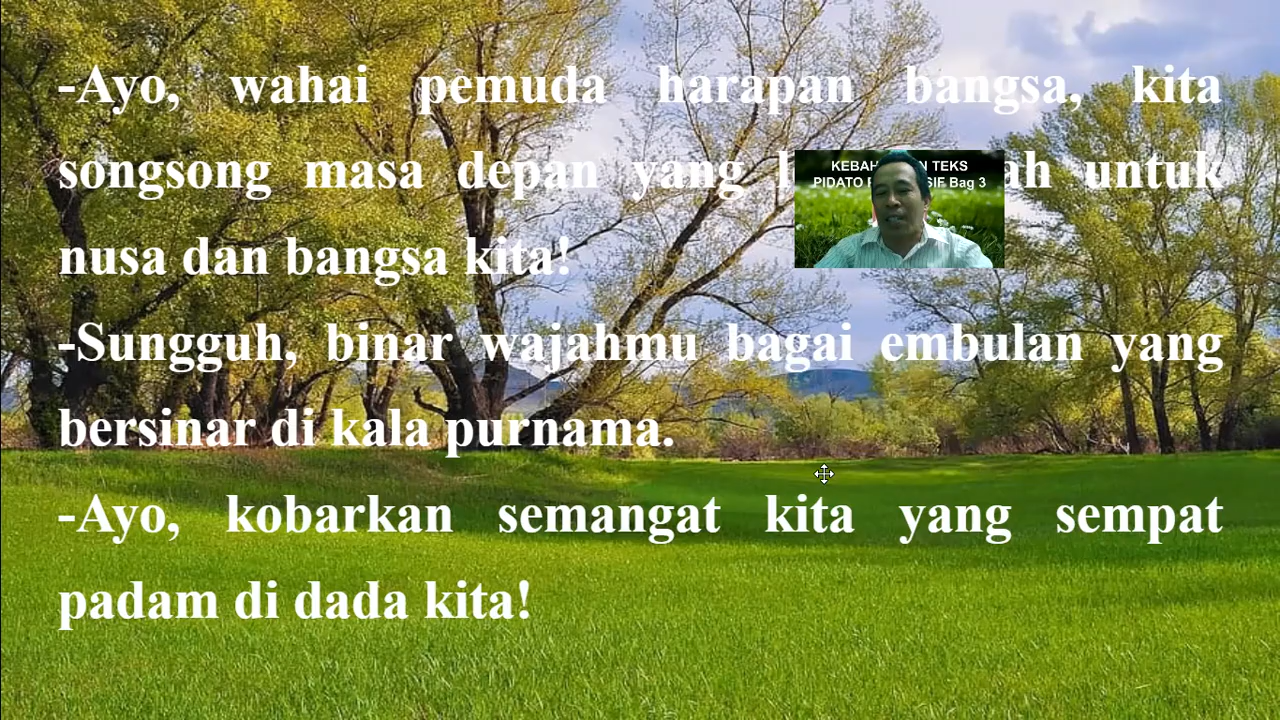 -Ayo, wahai pemuda harapan bangsa, kita
songsong masa depan yang untuk
nusa dan bangsa kita!
-Sungguh, binar wajahmu bagai embulan yang
bersinar di kala purnama.
-Ayo, kobarkan semangat kita yang sempat
padam di dada kita!
TEKS
PIDATO Bag 3